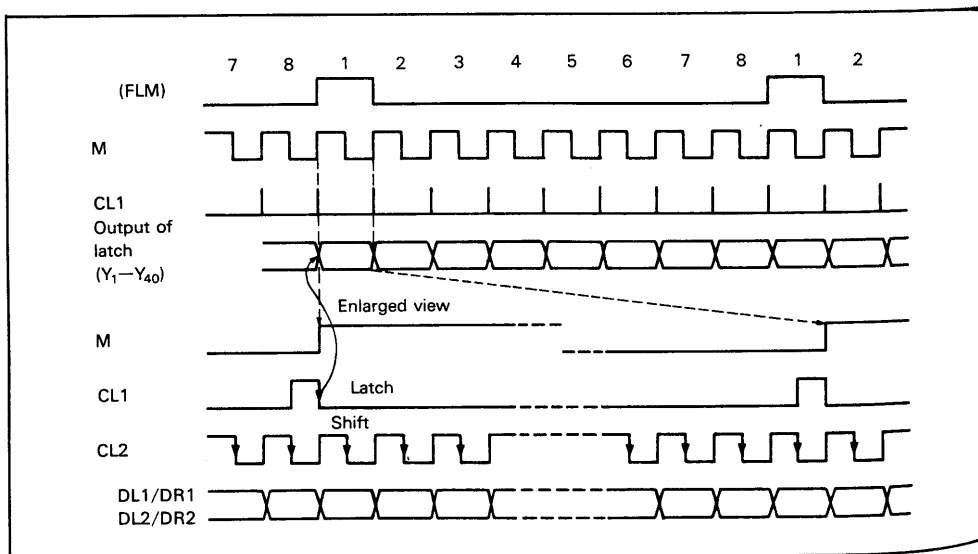 7 8 1 2 3 4 5 6 7 8 1 2
(FLM)
M
CL1
Output of
latch
(Y₁—Y₄₀)
Enlarged view
M
CL1
Latch
Shift
CL2
DL1/DR1
DL2/DR2